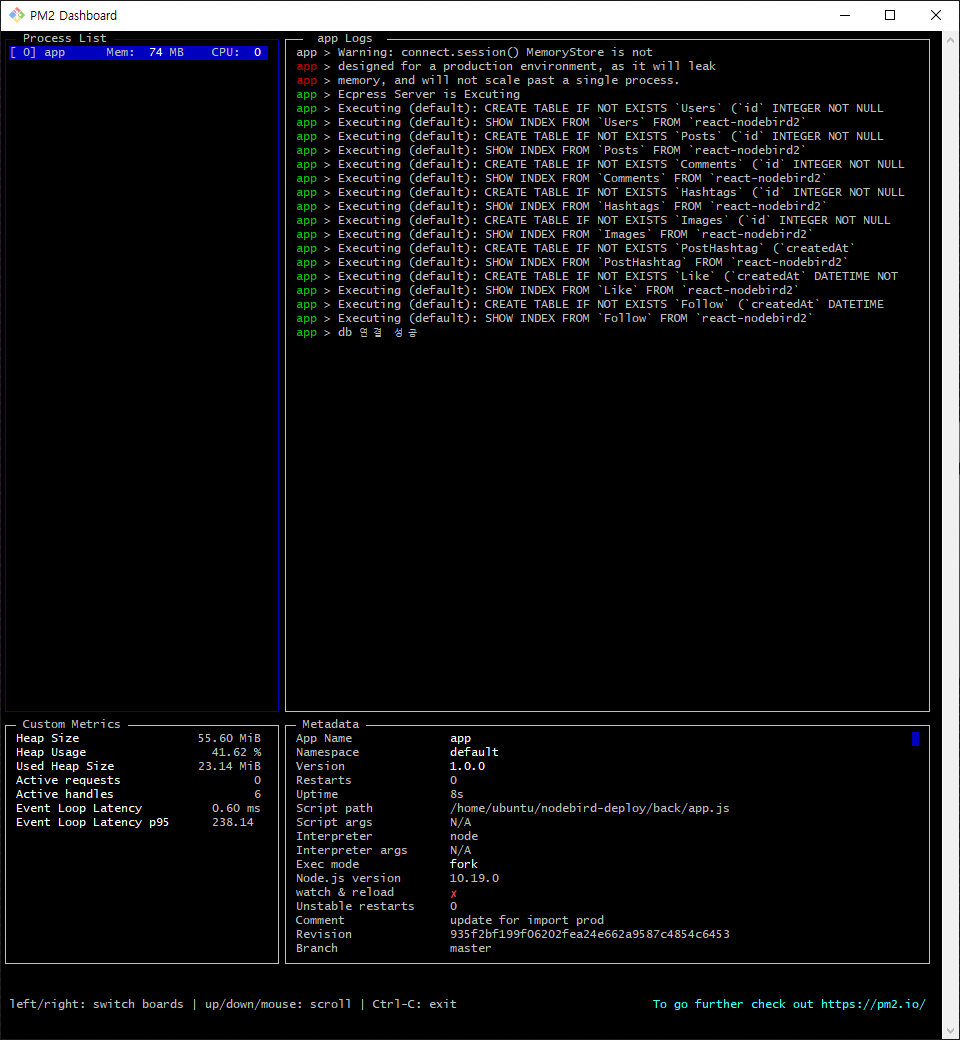 PM2 Dashboard
Process List
[ 0] app Mem: 74 MB CPU: 0
app Logs
app > Warning: connect.session() MemoryStore is not
app > designed for a production environment, as it will leak
app > memory, and will not scale past a single process.
app > Ecpress Server is Excuting
app > Executing (default): CREATE TABLE IF NOT EXISTS `Users` (`id` INTEGER NOT NULL
app > Executing (default): SHOW INDEX FROM `Users` FROM `react-nodebird2`
app > Executing (default): CREATE TABLE IF NOT EXISTS `Posts` (`id` INTEGER NOT NULL
app > Executing (default): SHOW INDEX FROM `Posts` FROM `react-nodebird2`
app > Executing (default): CREATE TABLE IF NOT EXISTS `Comments` (`id` INTEGER NOT NULL
app > Executing (default): SHOW INDEX FROM `Comments` FROM `react-nodebird2`
app > Executing (default): CREATE TABLE IF NOT EXISTS `Hashtags` (`id` INTEGER NOT NULL
app > Executing (default): SHOW INDEX FROM `Hashtags` FROM `react-nodebird2`
app > Executing (default): CREATE TABLE IF NOT EXISTS `Images` (`id` INTEGER NOT NULL
app > Executing (default): SHOW INDEX FROM `Images` FROM `react-nodebird2`
app > Executing (default): CREATE TABLE IF NOT EXISTS `PostHashtag` (`createdAt`
app > Executing (default): SHOW INDEX FROM `PostHashtag` FROM `react-nodebird2`
app > Executing (default): CREATE TABLE IF NOT EXISTS `Like` (`createdAt` DATETIME NOT
app > Executing (default): SHOW INDEX FROM `Like` FROM `react-nodebird2`
app > Executing (default): CREATE TABLE IF NOT EXISTS `Follow` (`createdAt` DATETIME
app > Executing (default): SHOW INDEX FROM `Follow` FROM `react-nodebird2`
app > db 연결 성공
Custom Metrics
Heap Size 55.60 MiB
Heap Usage 41.62 %
Used Heap Size 23.14 MiB
Active requests 0
Active handles 6
Event Loop Latency 0.60 ms
Event Loop Latency p95 238.14
Metadata
App Name app
Namespace default
Version 1.0.0
Restarts 0
Uptime 8s
Script path /home/ubuntu/nodebird-deploy/back/app.js
Script args N/A
Interpreter node
Interpreter args N/A
Exec mode fork
Node.js version 10.19.0
watch & reload ✗
Unstable restarts 0
Comment update for import prod
Revision 935f2bf199f06202fea24e662a9587c4854c6453
Branch master
left/right: switch boards | up/down/mouse: scroll | Ctrl-C: exit
To go further check out https://pm2.io/